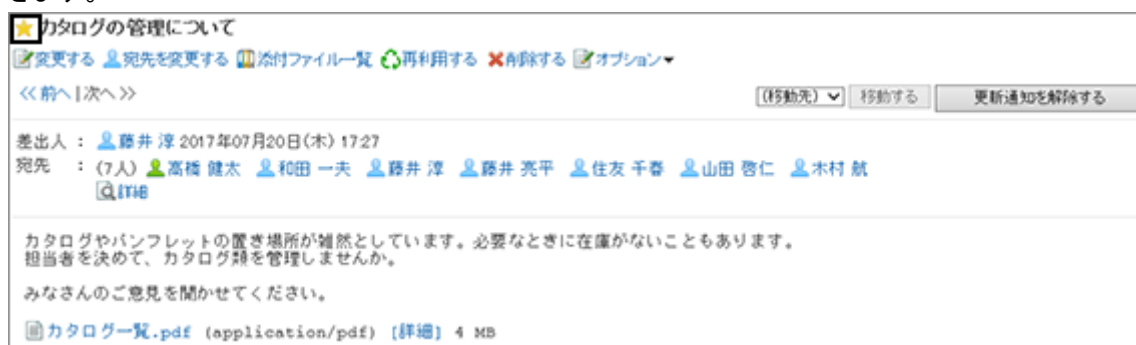 きます。
カタログの管理について
変更する 宛先を変更する 添付ファイル一覧 再利用する 削除する オプション▼
<<前へ | 次へ>>
(移動先) 移動する 更新通知を解除する
差出人 : 藤井 淳 2017年07月20日(木) 17:27
宛先 : (7人) 高橋 健太 和田 一夫 藤井 淳 藤井 亮平 住友 千春 山田 啓仁 木村 航
詳細
カタログやパンフレットの置き場所が雑然としています。必要なときに在庫がないこともあります。
担当者を決めて、カタログ類を管理しませんか。
みなさんのご意見を聞かせてください。
カタログ一覧.pdf (application/pdf) [詳細] 4 MB